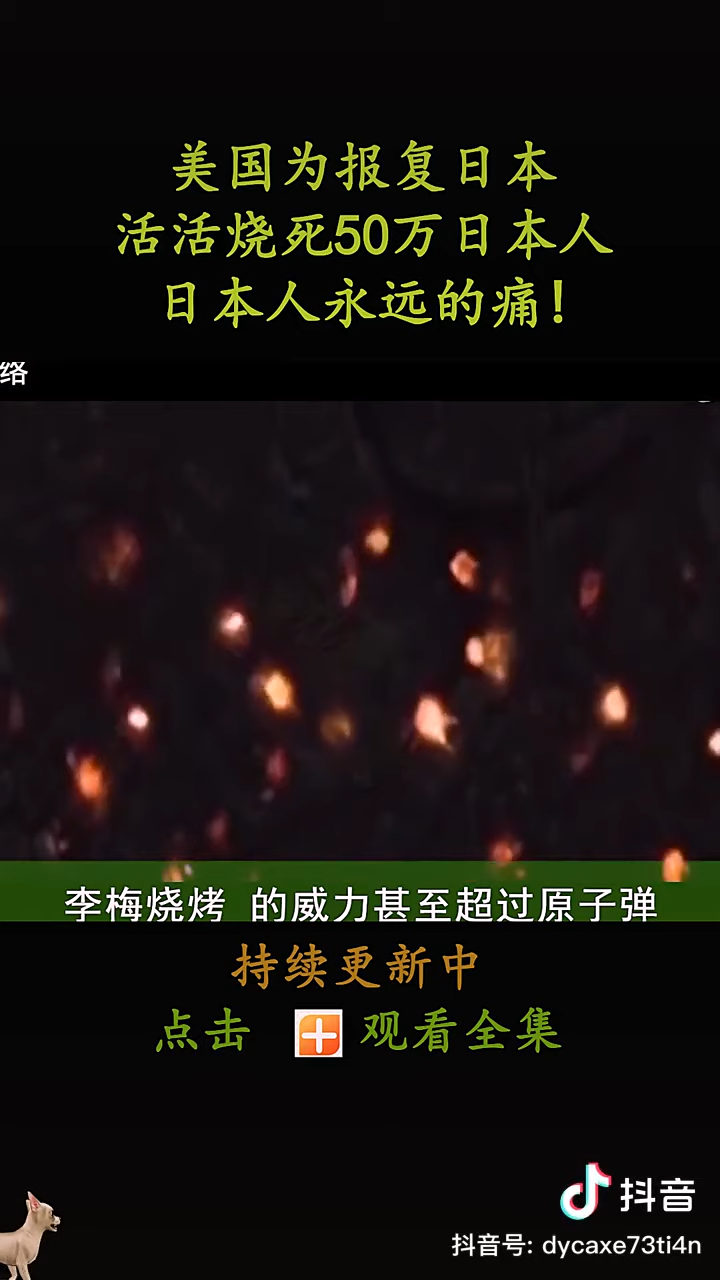 美国为报复日本
活活烧死50万日本人
日本人永远的痛!
络
李梅烧烤 的威力甚至超过原子弹
持续更新中
点击 观看全集
抖音
抖音号: dycaxe73ti4n